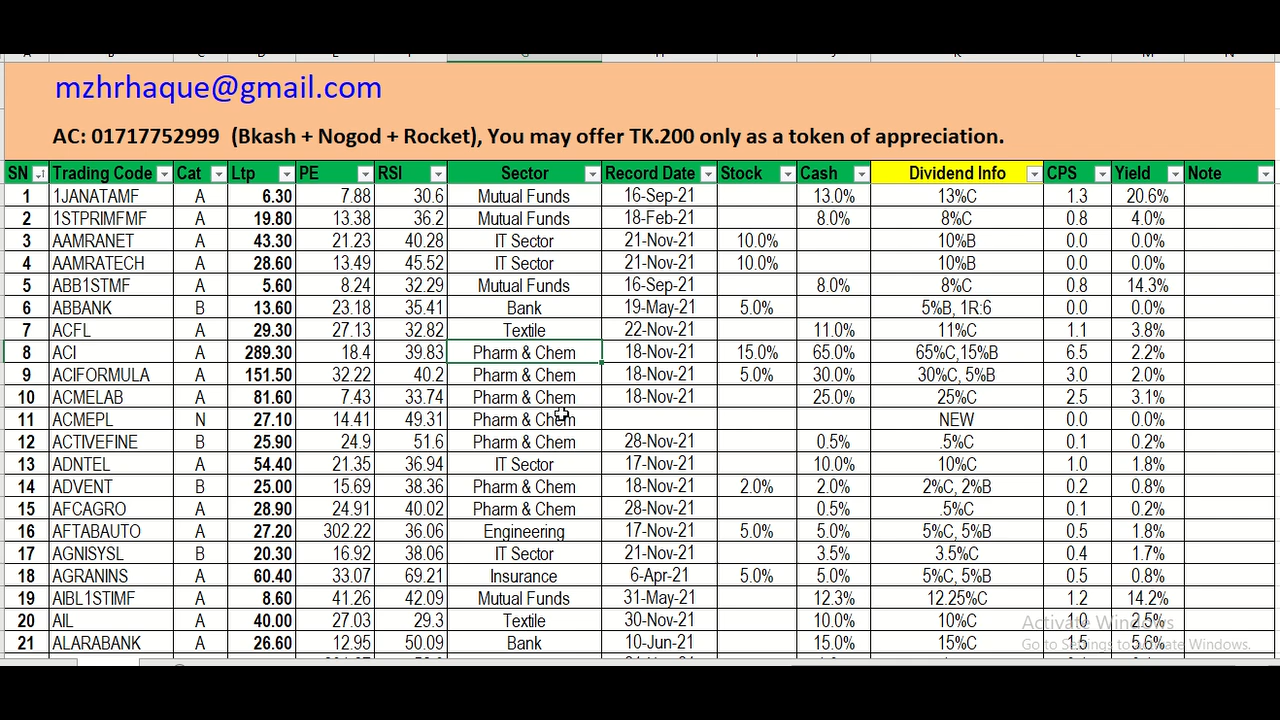 mzhrhaque@gmail.com
AC: 01717752999 (Bkash + Nogod + Rocket), You may offer TK.200 only as a token of appreciation.
SN Trading Code Cat Ltp PE RSI Sector Record Date Stock Cash Dividend Info CPS Yield Note
1 1JANATAMF A 6.30 7.88 30.6 Mutual Funds 16-Sep-21 13.0% 13%C 1.3 20.6%
2 1STPRIMFMF A 19.80 13.38 36.2 Mutual Funds 18-Feb-21 8.0% 8%C 0.8 4.0%
3 AAMRANET A 43.30 21.23 40.28 IT Sector 21-Nov-21 10.0% 10%B 0.0 0.0%
4 AAMRATECH A 28.60 13.49 45.52 IT Sector 21-Nov-21 10.0% 10%B 0.0 0.0%
5 ABB1STMF A 5.60 8.24 32.29 Mutual Funds 16-Sep-21 8.0% 8%C 0.8 14.3%
6 ABBANK B 13.60 23.18 35.41 Bank 19-May-21 5.0% 5%B, 1R:6 0.0 0.0%
7 ACFL A 29.30 27.13 32.82 Textile 22-Nov-21 11.0% 11%C 1.1 3.8%
8 ACI A 289.30 18.4 39.83 Pharm & Chem 18-Nov-21 15.0% 65.0% 65%C,15%B 6.5 2.2%
9 ACIFORMULA A 151.50 32.22 40.2 Pharm & Chem 18-Nov-21 5.0% 30.0% 30%C, 5%B 3.0 2.0%
10 ACMELAB A 81.60 7.43 33.74 Pharm & Chem 18-Nov-21 25.0% 25%C 2.5 3.1%
11 ACMEPL N 27.10 14.41 49.31 Pharm & Chem NEW 0.0 0.0%
12 ACTIVEFINE B 25.90 24.9 51.6 Pharm & Chem 28-Nov-21 0.5% .5%C 0.1 0.2%
13 ADNTEL A 54.40 21.35 36.94 IT Sector 17-Nov-21 10.0% 10%C 1.0 1.8%
14 ADVENT B 25.00 15.69 38.36 Pharm & Chem 18-Nov-21 2.0% 2.0% 2%C, 2%B 0.2 0.8%
15 AFCAGRO A 28.90 24.91 40.02 Pharm & Chem 28-Nov-21 0.5% .5%C 0.1 0.2%
16 AFTABAUTO A 27.20 302.22 36.06 Engineering 17-Nov-21 5.0% 5.0% 5%C, 5%B 0.5 1.8%
17 AGNISYSL B 20.30 16.92 38.06 IT Sector 21-Nov-21 3.5% 3.5%C 0.4 1.7%
18 AGRANINS A 60.40 33.07 69.21 Insurance 6-Apr-21 5.0% 5.0% 5%C, 5%B 0.5 0.8%
19 AIBL1STIMF A 8.60 41.26 42.09 Mutual Funds 31-May-21 12.3% 12.25%C 1.2 14.2%
20 AIL A 40.00 27.03 29.3 Textile 30-Nov-21 10.0% 10%C 1.0 2.5%
Activate Windows
21 ALARABANK A 26.60 12.95 50.09 Bank 10-Jun-21 15.0% 15%C 1.5 5.6%
Go to Settings to activate Windows.